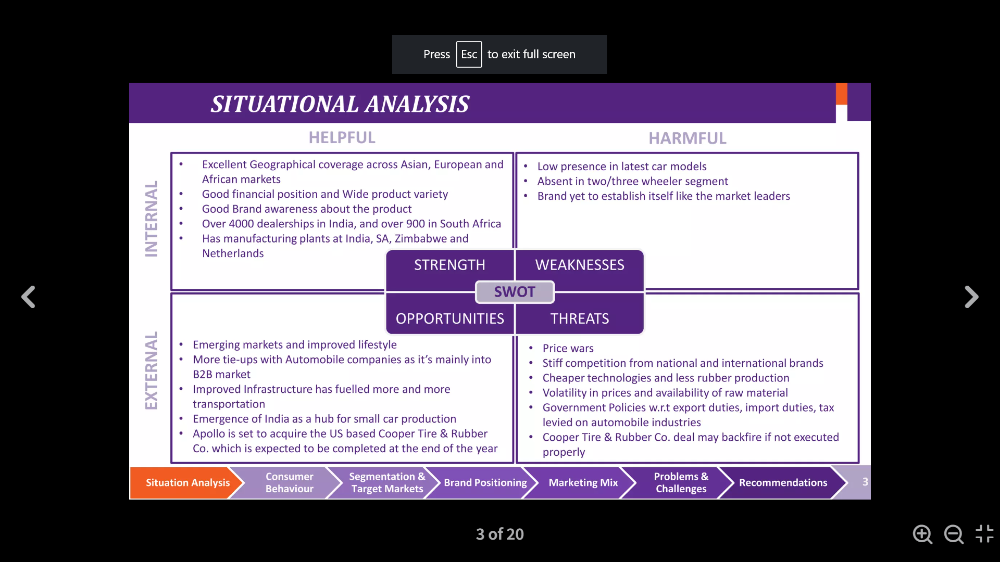 Press Esc to exit full screen
SITUATIONAL ANALYSIS
HELPFUL
HARMFUL
INTERNAL
• Excellent Geographical coverage across Asian, European and
African markets
• Good financial position and Wide product variety
• Good Brand awareness about the product
• Over 4000 dealerships in India, and over 900 in South Africa
• Has manufacturing plants at India, SA, Zimbabwe and
Netherlands
• Low presence in latest car models
• Absent in two/three wheeler segment
• Brand yet to establish itself like the market leaders
STRENGTH
WEAKNESSES
SWOT
OPPORTUNITIES
THREATS
EXTERNAL
• Emerging markets and improved lifestyle
• More tie-ups with Automobile companies as it’s mainly into
B2B market
• Improved Infrastructure has fuelled more and more
transportation
• Emergence of India as a hub for small car production
• Apollo is set to acquire the US based Cooper Tire & Rubber
Co. which is expected to be completed at the end of the year
• Price wars
• Stiff competition from national and international brands
• Cheaper technologies and less rubber production
• Volatility in prices and availability of raw material
• Government Policies w.r.t export duties, import duties, tax
levied on automobile industries
• Cooper Tire & Rubber Co. deal may backfire if not executed
properly
Situation Analysis
Consumer
Behaviour
Segmentation &
Target Markets
Brand Positioning
Marketing Mix
Problems &
Challenges
Recommendations
3
3 of 20